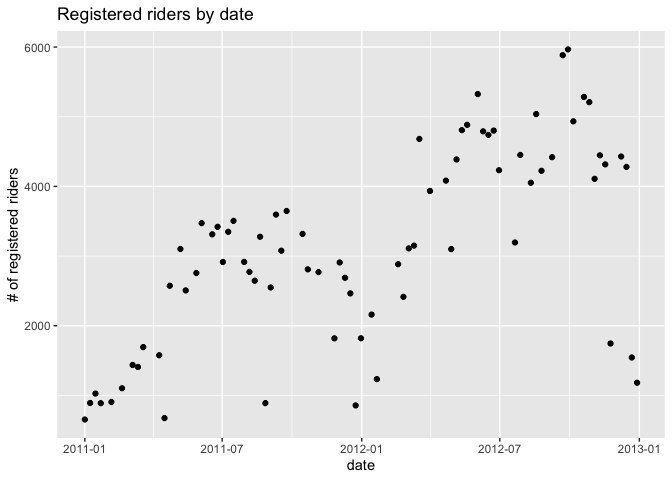 Registered riders by date
6000
4000
2000
# of registered riders
2011-01
2011-07
2012-01
2012-07
2013-01
date